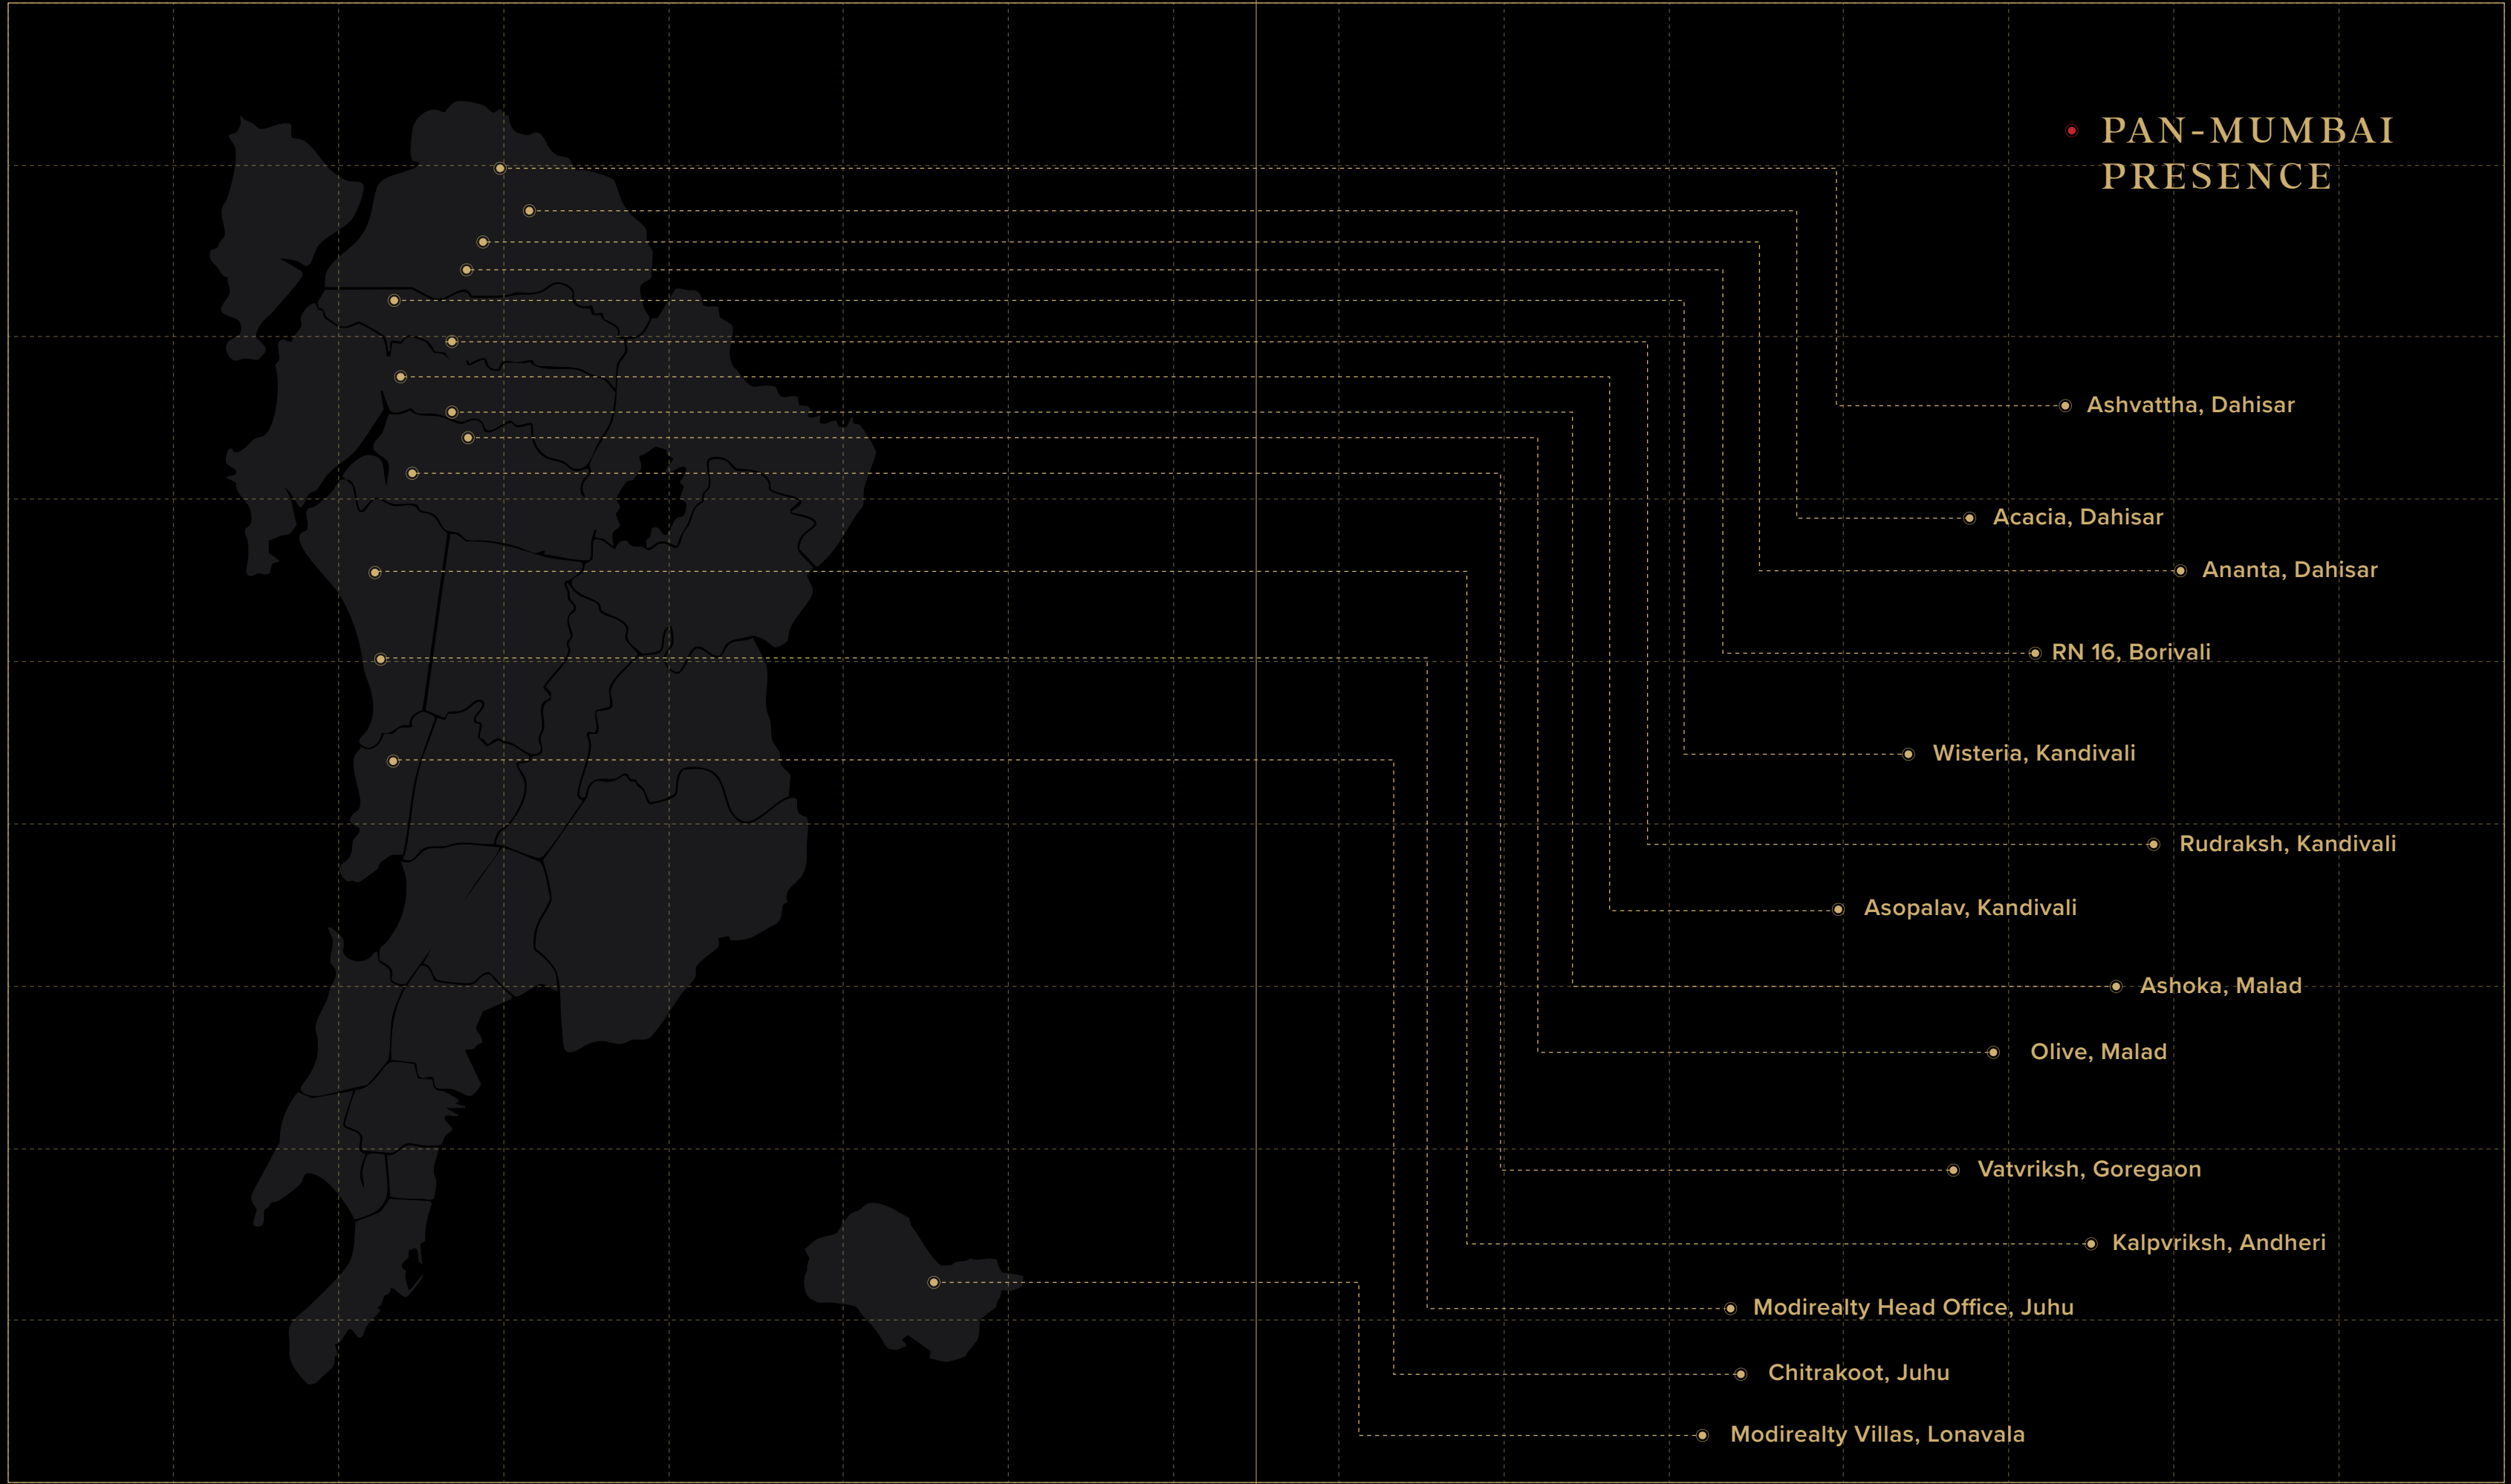 PAN-MUMBAI
PRESENCE
Ashvattha, Dahisar
Acacia, Dahisar
Ananta, Dahisar
RN 16, Borivali
Wisteria, Kandivali
Rudraksh, Kandivali
Asopalav, Kandivali
Ashoka, Malad
Olive, Malad
Vatvriksh, Goregaon
Kalpvriksh, Andheri
Modirealty Head Office, Juhu
Chitrakoot, Juhu
Modirealty Villas, Lonavala